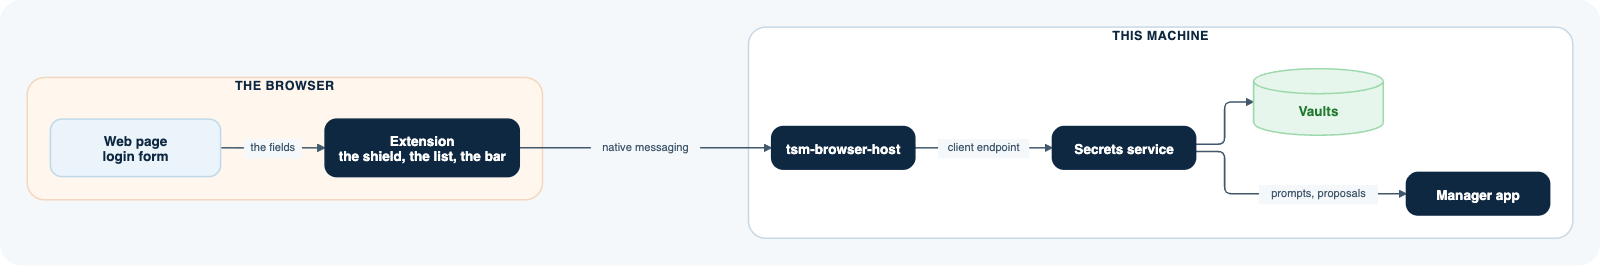 THE BROWSER
Web page
login form
the fields
Extension
the shield, the list, the bar
native messaging
THIS MACHINE
tsm-browser-host
client endpoint
Secrets service
Vaults
prompts, proposals
Manager app